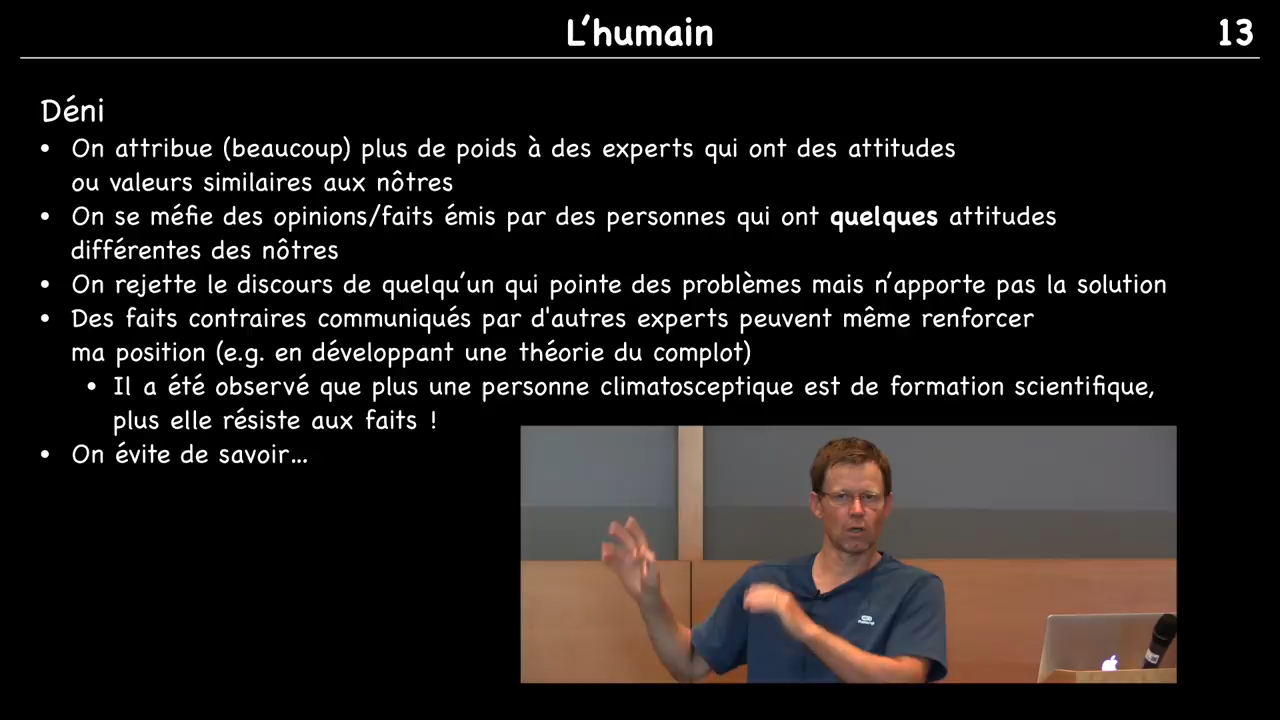 L'humain
13
Déni
• On attribue (beaucoup) plus de poids à des experts qui ont des attitudes
ou valeurs similaires aux nôtres
• On se méfie des opinions/faits émis par des personnes qui ont quelques attitudes
différentes des nôtres
• On rejette le discours de quelqu'un qui pointe des problèmes mais n'apporte pas la solution
• Des faits contraires communiqués par d'autres experts peuvent même renforcer
ma position (e.g. en développant une théorie du complot)
• Il a été observé que plus une personne climatosceptique est de formation scientifique,
plus elle résiste aux faits !
• On évite de savoir...